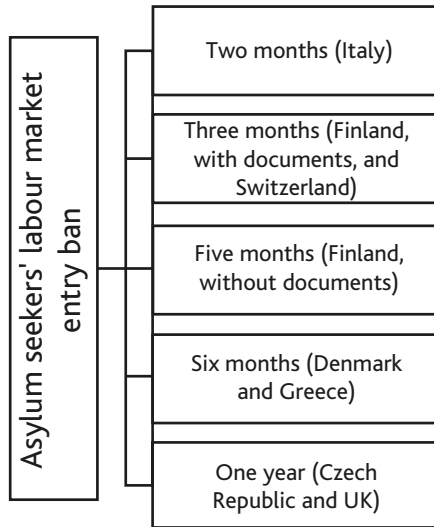 Asylum seekers' labour market
entry ban
Two months (Italy)
Three months (Finland,
with documents, and
Switzerland)
Five months (Finland,
without documents)
Six months (Denmark
and Greece)
One year (Czech
Republic and UK)